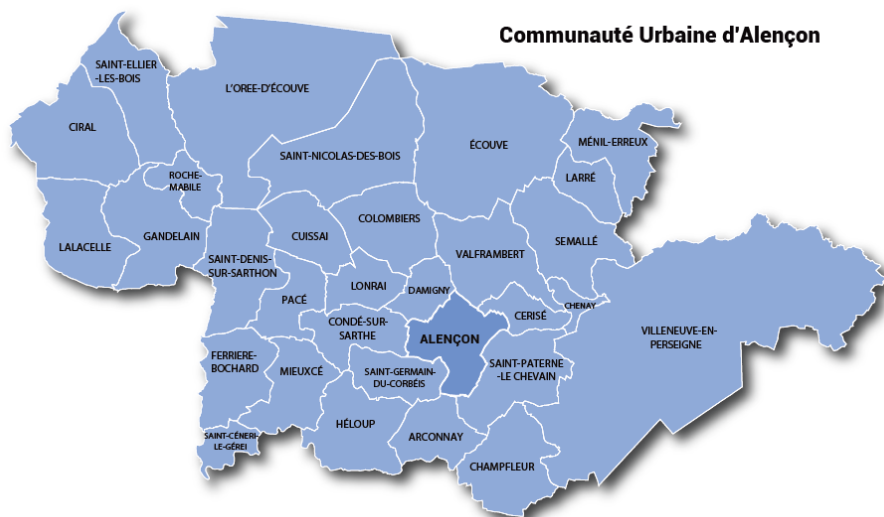 Communauté Urbaine d'Alençon
SAINT-ELLIER
-LES-BOIS
L'OREE-D'ÉCOUVE
CIRAL
ÉCOUVE
MÉNIL-ERREUX
SAINT-NICOLAS-DES-BOIS
ROCHE-
MABILE
LARRÉ
COLOMBIERS
LALACELLE
GANDELAIN
CUISSAI
SEMALLÉ
VALFRAMBERT
SAINT-DENIS-
SUR-SARTHON
LONRAI
DAMIGNY
PACÉ
CHENAY
CERISÉ
CONDÉ-SUR-
SARTHE
VILLENEUVE-EN-
PERSEIGNE
ALENÇON
FERRIERE-
BOCHARD
MIEUXCÉ
SAINT-GERMAIN-
DU-CORBÉIS
SAINT-PATERNE
-LE CHEVAIN
HÉLOUP
SAINT-CÉNERI-
LE-GÉREI
ARCONNAY
CHAMPFLEUR